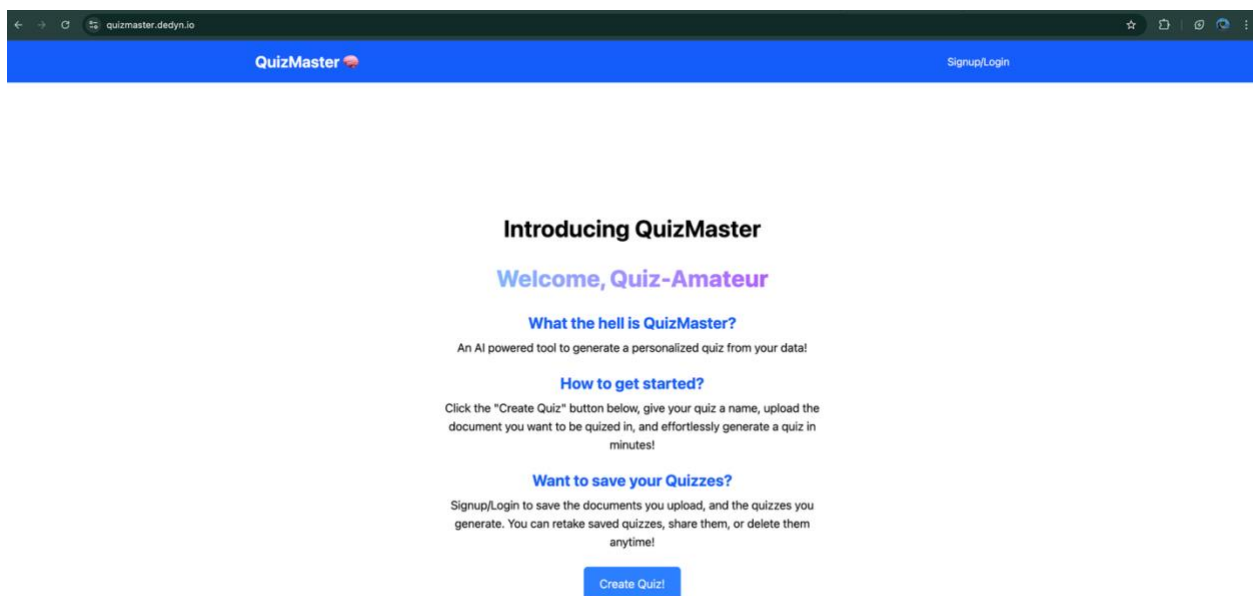 quizmaster.dedyn.io
QuizMaster 🧠
Signup/Login
Introducing QuizMaster
Welcome, Quiz-Amateur
What the hell is QuizMaster?
An AI powered tool to generate a personalized quiz from your data!
How to get started?
Click the "Create Quiz" button below, give your quiz a name, upload the
document you want to be quized in, and effortlessly generate a quiz in
minutes!
Want to save your Quizzes?
Signup/Login to save the documents you upload, and the quizzes you
generate. You can retake saved quizzes, share them, or delete them
anytime!
Create Quiz!